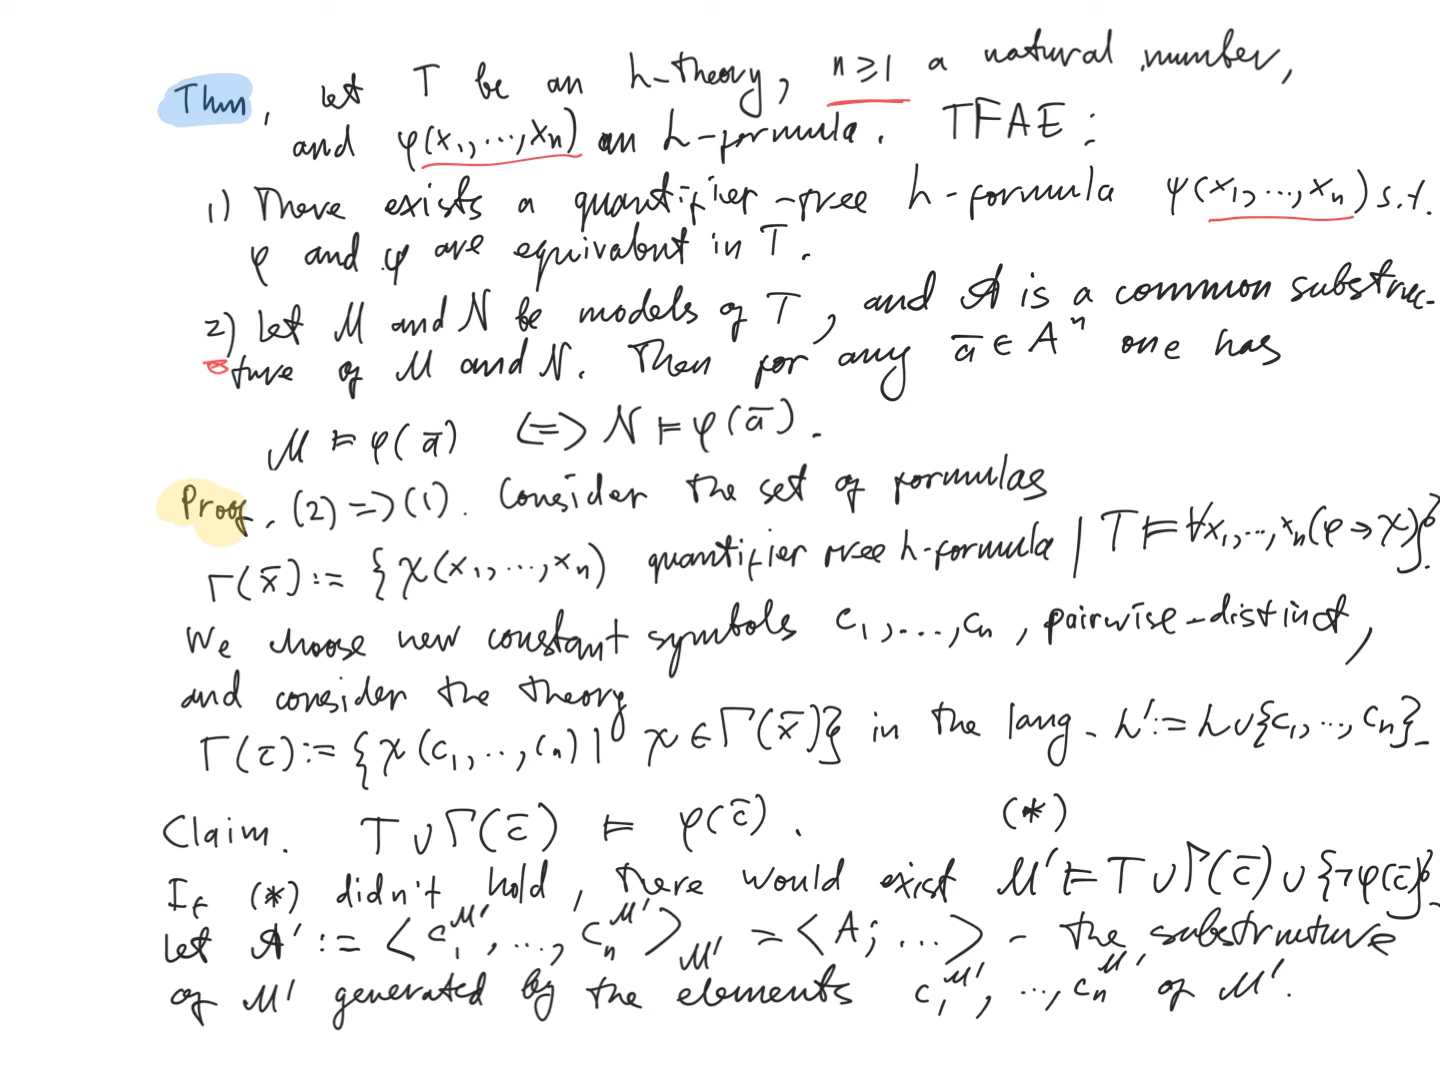 Thm, Let T be an L-theory, n ≥ 1 a natural number,
and φ(x₁, ..., xₙ) an L-formula. TFAE:
1) There exists a quantifier-free L-formula ψ(x₁, ..., xₙ) s.t.
φ and ψ are equivalent in T.
2) Let M and N be models of T, and A is a common substruc-
ture of M and N. Then for any ā ∈ Aⁿ one has
M ⊨ φ(ā) ⟺ N ⊨ φ(ā).
Proof. (2) ⟹ (1). Consider the set of formulas
Γ(x̄) := {χ(x₁, ..., xₙ) quantifier free L-formula | T ⊨ ∀x₁, ..., xₙ(φ → χ)}.
We choose new constant symbols c₁, ..., cₙ, pairwise-distinct,
and consider the theory
Γ(c̄) := {χ(c₁, .., cₙ) | χ ∈ Γ(x̄)} in the lang. L' := L ∪ {c₁, ..., cₙ}.
Claim. T ∪ Γ(c̄) ⊨ φ(c̄). (*)
If (*) didn't hold, there would exist M' ⊨ T ∪ Γ(c̄) ∪ {¬φ(c̄)}.
Let A' := ⟨c₁^M', ..., cₙ^M'⟩_M' = ⟨A; ...⟩ - the substructure
of M' generated by the elements c₁^M', ..., cₙ^M' of M'.